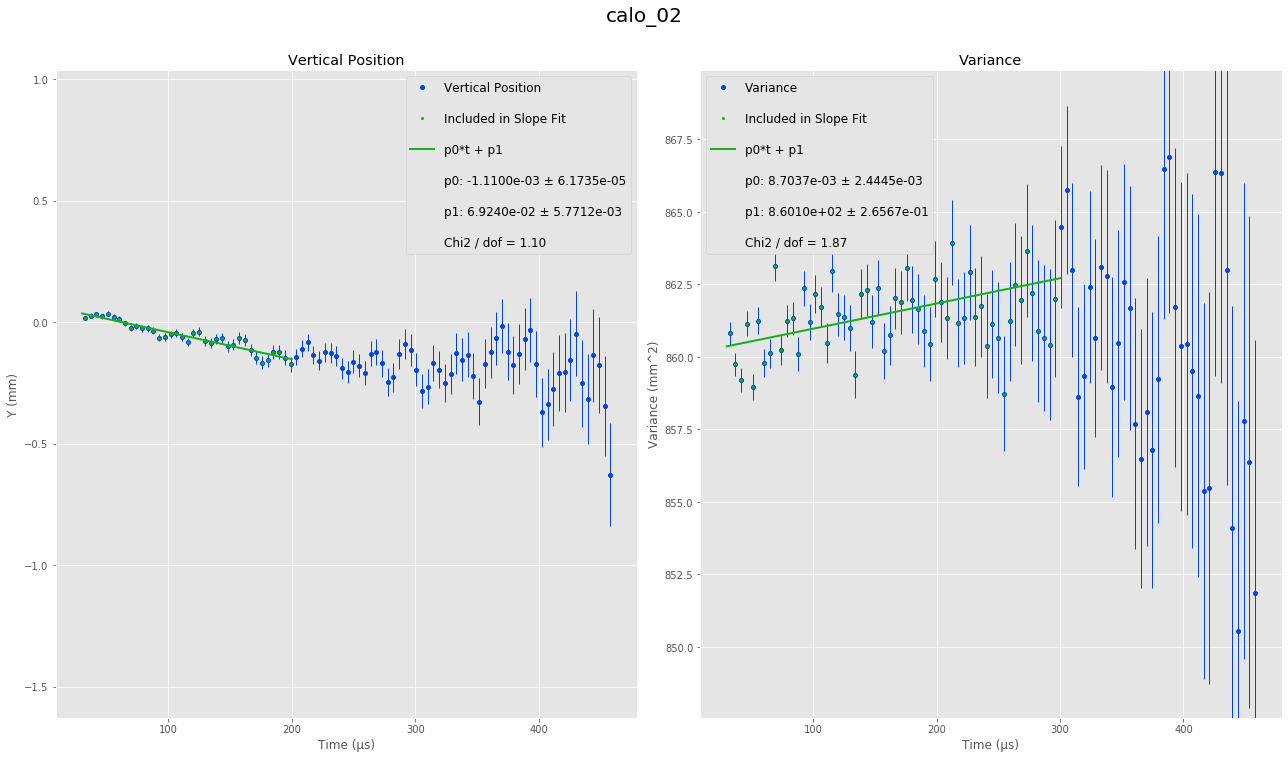 calo_02
Vertical Position
Vertical Position
Included in Slope Fit
p0*t + p1
p0: -1.1100e-03 ± 6.1735e-05
p1: 6.9240e-02 ± 5.7712e-03
Chi2 / dof = 1.10
1.0
0.5
0.0
−0.5
−1.0
−1.5
Y (mm)
100
200
300
400
Time (μs)
Variance
Variance
Included in Slope Fit
p0*t + p1
p0: 8.7037e-03 ± 2.4445e-03
p1: 8.6010e+02 ± 2.6567e-01
Chi2 / dof = 1.87
867.5
865.0
862.5
860.0
857.5
855.0
852.5
850.0
Variance (mm^2)
100
200
300
400
Time (μs)